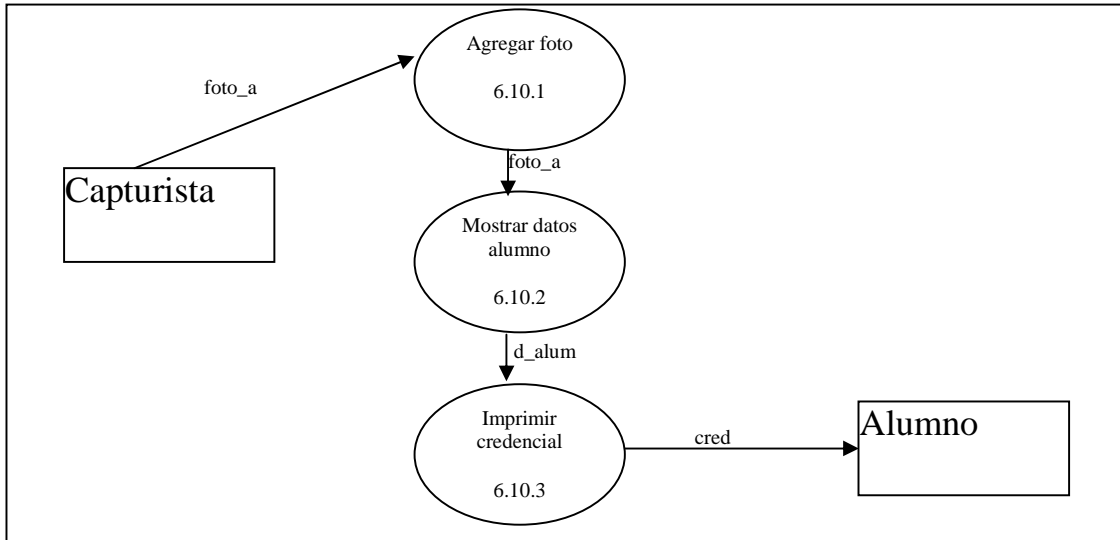 Agregar foto
6.10.1
foto_a
Capturista
foto_a
Mostrar datos
alumno
6.10.2
d_alum
Imprimir
credencial
6.10.3
cred
Alumno